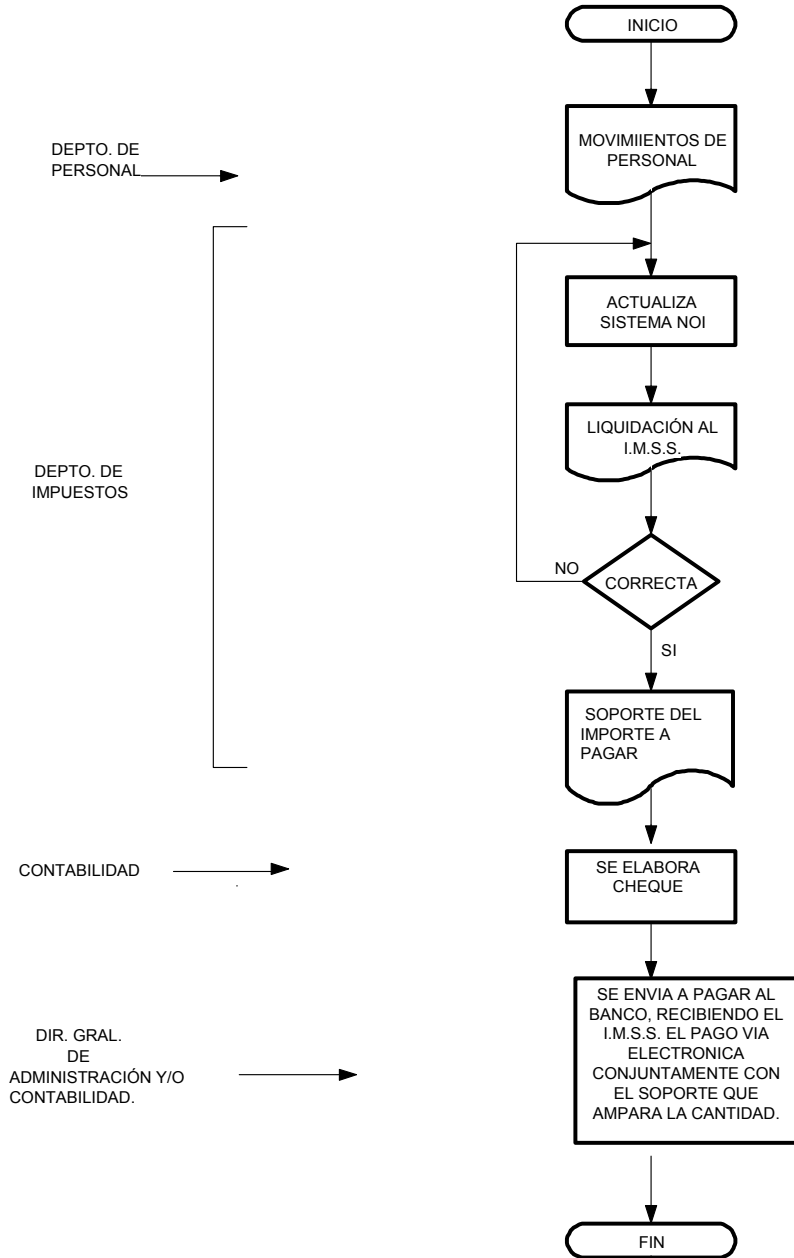 INICIO
DEPTO. DE
PERSONAL
MOVIMIIENTOS DE
PERSONAL
ACTUALIZA
SISTEMA NOI
LIQUIDACIÓN AL
I.M.S.S.
DEPTO. DE
IMPUESTOS
NO
CORRECTA
SI
SOPORTE DEL
IMPORTE A
PAGAR
CONTABILIDAD
SE ELABORA
CHEQUE
DIR. GRAL.
DE
ADMINISTRACIÓN Y/O
CONTABILIDAD.
SE ENVIA A PAGAR AL
BANCO, RECIBIENDO EL
I.M.S.S. EL PAGO VIA
ELECTRONICA
CONJUNTAMENTE CON
EL SOPORTE QUE
AMPARA LA CANTIDAD.
FIN